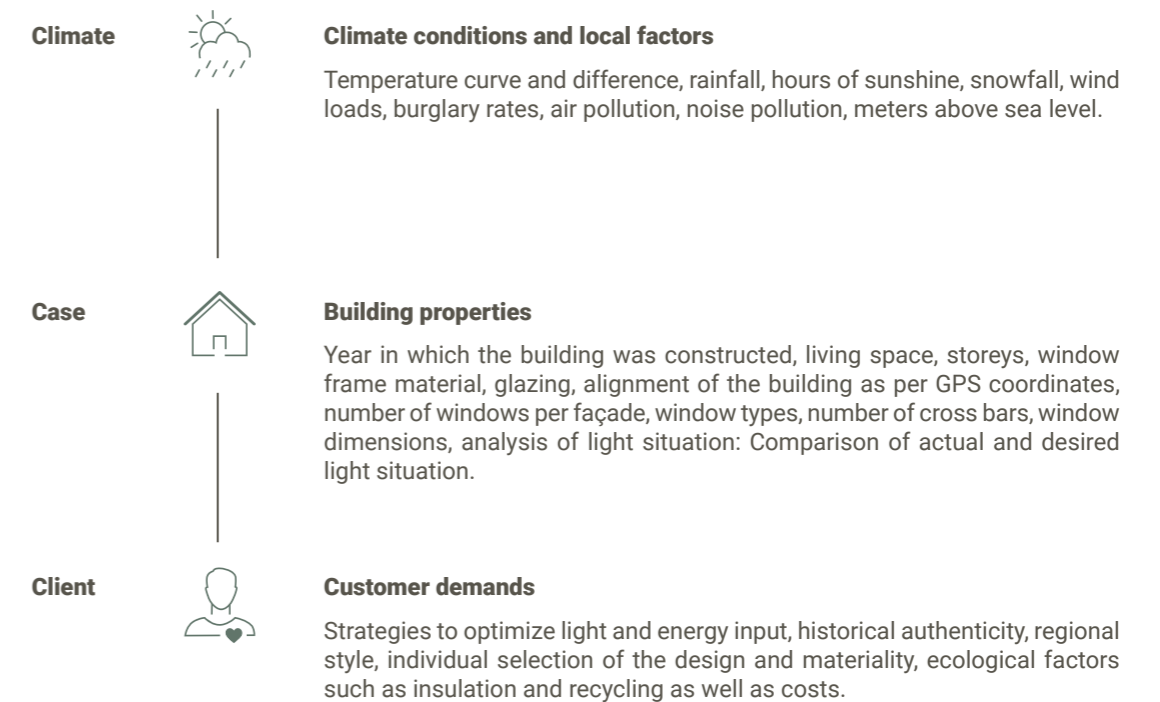 Climate
Climate conditions and local factors
Temperature curve and difference, rainfall, hours of sunshine, snowfall, wind
loads, burglary rates, air pollution, noise pollution, meters above sea level.
Case
Building properties
Year in which the building was constructed, living space, storeys, window
frame material, glazing, alignment of the building as per GPS coordinates,
number of windows per façade, window types, number of cross bars, window
dimensions, analysis of light situation: Comparison of actual and desired
light situation.
Client
Customer demands
Strategies to optimize light and energy input, historical authenticity, regional
style, individual selection of the design and materiality, ecological factors
such as insulation and recycling as well as costs.